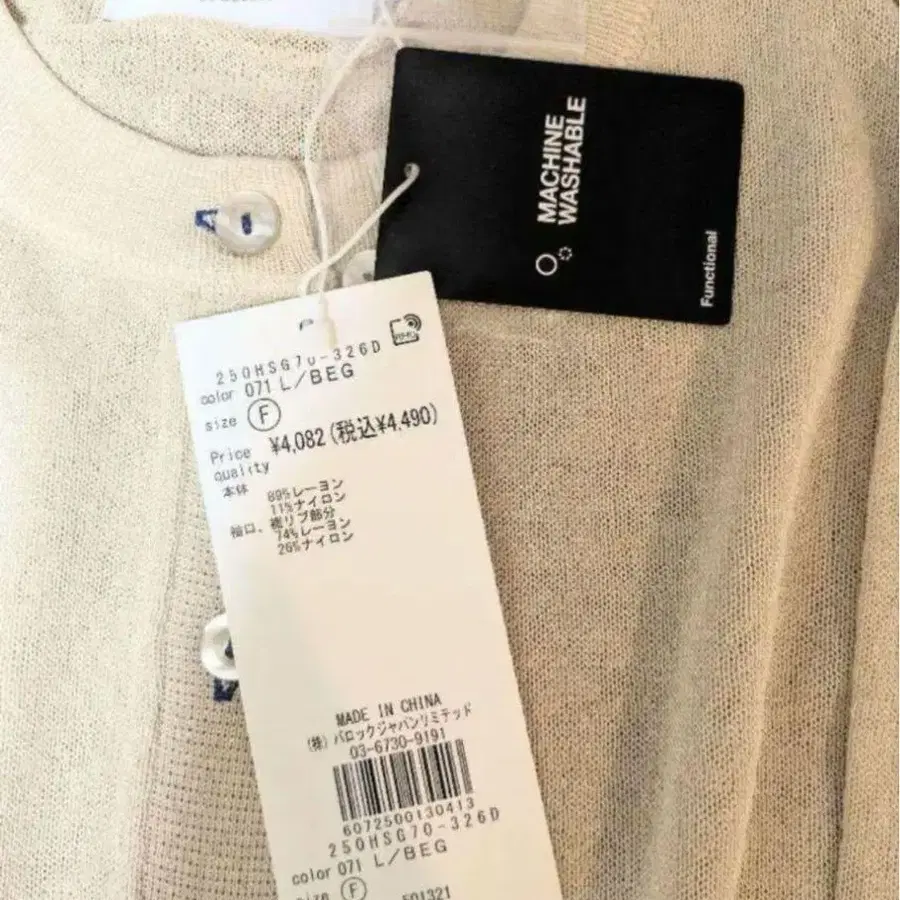 MACHINE
WASHABLE
Functional
250HSG70-326D
color 071 L/BEG
size F
Price ¥4,082(税込¥4,490)
quality
本体 89%レーヨン
11%ナイロン
袖口、裾リブ部分
74%レーヨン
26%ナイロン
MADE IN CHINA
(株)バロックジャパンリミテッド
03-6730-9191
6072500130413
250HSG70-326D
color 071 L/BEG
size F
501321